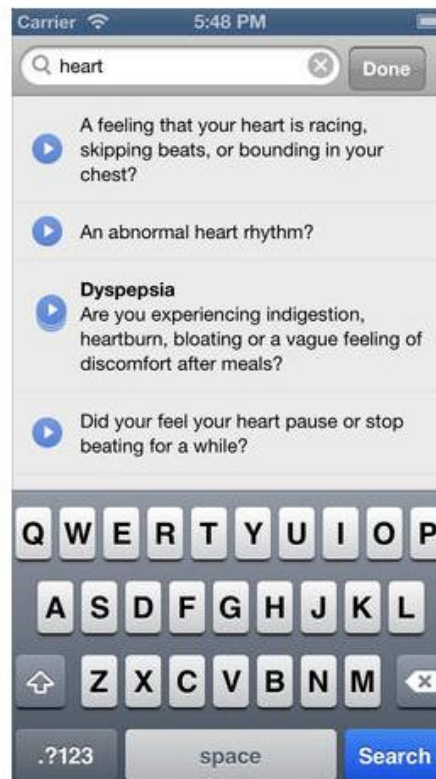 Carrier 5:48 PM
heart Done
A feeling that your heart is racing,
skipping beats, or bounding in your
chest?
An abnormal heart rhythm?
Dyspepsia
Are you experiencing indigestion,
heartburn, bloating or a vague feeling of
discomfort after meals?
Did your feel your heart pause or stop
beating for a while?
Q W E R T Y U I O P
A S D F G H J K L
Z X C V B N M
.?123 space Search